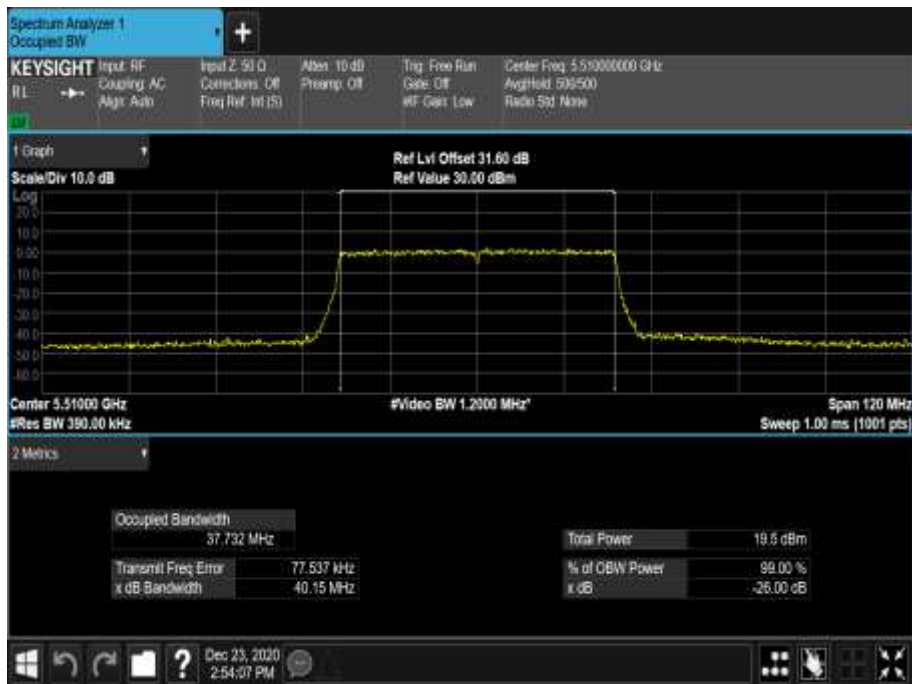 Spectrum Analyzer 1
Occupied BW
+
KEYSIGHT
RL
Input: RF
Coupling: AC
Align: Auto
Input Z: 50 Ω
Corrections: Off
Freq Ref: Int (S)
Atten: 10 dB
Preamp: Off
Trig: Free Run
Gate: Off
#IF Gain: Low
Center Freq: 5.510000000 GHz
Avg|Hold: 500/500
Radio Std: None
1 Graph
Scale/Div 10.0 dB
Ref Lvl Offset 31.60 dB
Ref Value 30.00 dBm
Log
20.0
10.0
0.00
-10.0
-20.0
-30.0
-40.0
-50.0
-60.0
Center 5.51000 GHz
#Video BW 1.2000 MHz*
Span 120 MHz
#Res BW 390.00 kHz
Sweep 1.00 ms (1001 pts)
2 Metrics
Occupied Bandwidth
37.732 MHz
Total Power 19.5 dBm
Transmit Freq Error 77.537 kHz
% of OBW Power 99.00 %
x dB Bandwidth 40.15 MHz
x dB -26.00 dB
?
Dec 23, 2020
2:54:07 PM